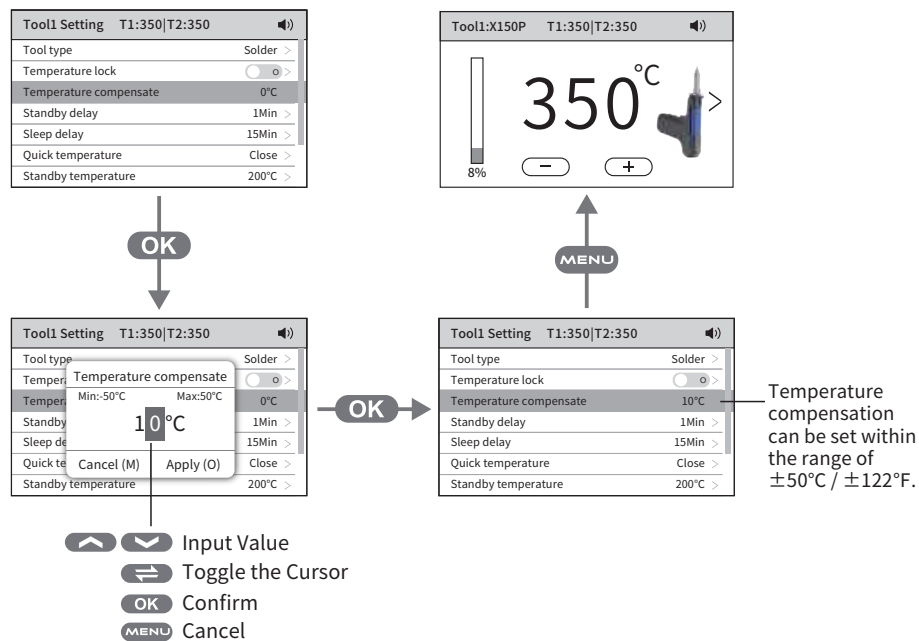 Tool1 Setting T1:350|T2:350
Tool type Solder >
Temperature lock o >
Temperature compensate 0°C
Standby delay 1Min >
Sleep delay 15Min >
Quick temperature Close >
Standby temperature 200°C >
Tool1:X150P T1:350|T2:350
350°C
>
8%
− +
OK
MENU
Tool1 Setting T1:350|T2:350
Tool type Solder >
Temper o >
Temper 0°C
Standby 1Min >
Sleep de 15Min >
Quick te Close >
Standby temperature 200°C >
Temperature compensate
Min:-50°C Max:50°C
10°C
Cancel (M) Apply (O)
OK
Tool1 Setting T1:350|T2:350
Tool type Solder >
Temperature lock o >
Temperature compensate 10°C
Standby delay 1Min >
Sleep delay 15Min >
Quick temperature Close >
Standby temperature 200°C >
Temperature
compensation
can be set within
the range of
±50°C / ±122°F.
Input Value
Toggle the Cursor
OK Confirm
MENU Cancel